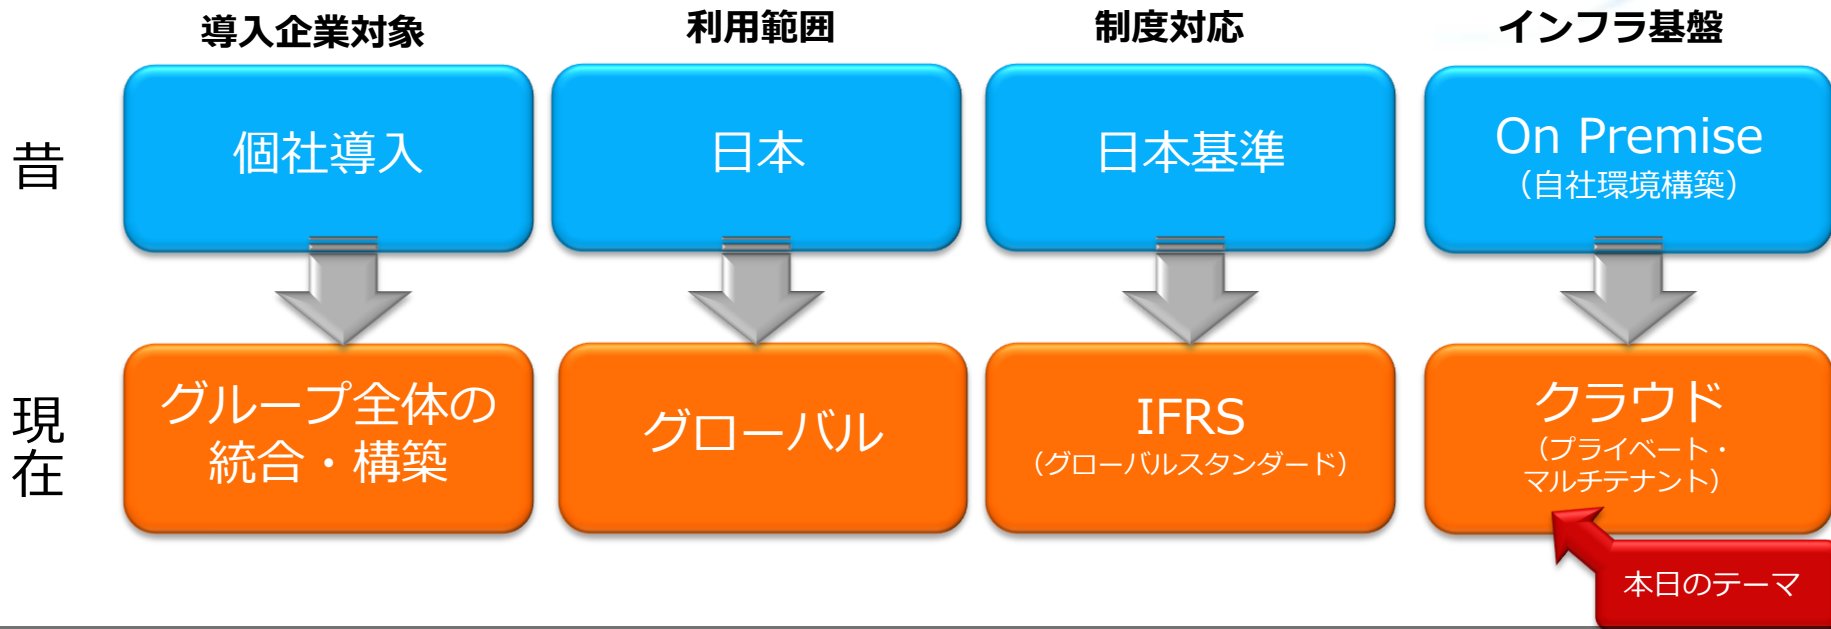 導入企業対象
利用範囲
制度対応
インフラ基盤
昔
個社導入
日本
日本基準
On Premise
（自社環境構築）
現在
グループ全体の
統合・構築
グローバル
IFRS
（グローバルスタンダード）
クラウド
（プライベート・
マルチテナント）
本日のテーマ